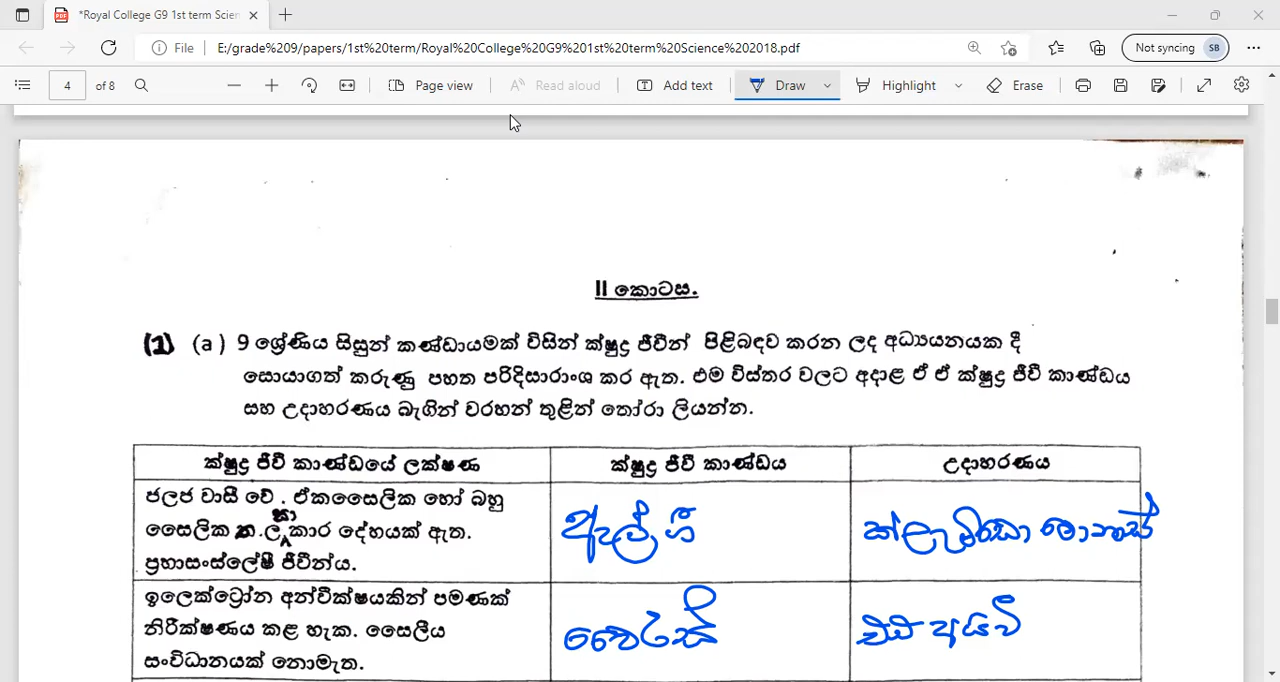 *Royal College G9 1st term Scien
File
E:/grade%209/papers/1st%20term/Royal%20College%20G9%201st%20term%20Science%202018.pdf
Not syncing SB
4 of 8
Page view
Read aloud
Add text
Draw
Highlight
Erase
II කොටස.
(1) (a) 9 ශ්‍රේණිය සිසුන් කණ්ඩායමක් විසින් ක්ෂුද්‍ර ජීවීන් පිළිබඳව කරන ලද අධ්‍යයනයක දී
සොයාගත් කරුණු පහත පරිදිසාරාංශ කර ඇත. එම විස්තර වලට අදාළ ඒ ඒ ක්ෂුද්‍ර ජීවී කාණ්ඩය
සහ උදාහරණය බැගින් වරහන් තුළින් තෝරා ලියන්න.
ක්ෂුද්‍ර ජීවී කාණ්ඩයේ ලක්ෂණ
ක්ෂුද්‍ර ජීවී කාණ්ඩය
උදාහරණය
ජලජ වාසී වේ. ඒකසෛලික හෝ බහු
සෛලික කාර දේහයක් ඇත.
ප්‍රභාසංස්ලේෂී ජීවීන්ය.
ඇල්ගී
ක්ලැමිඩොමොනාස්
ඉලෙක්ට්‍රෝන අන්වීක්ෂයකින් පමණක්
නිරීක්ෂණය කළ හැක. සෛලීය
සංවිධානයක් නොමැත.
වෛරසි
එච් අයිවී